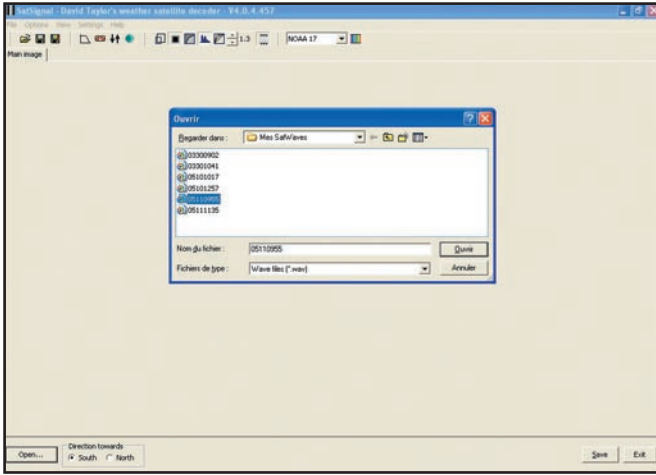 SatSignal - David Taylor's weather satellite decoder - V4.0.4.457
File Options View Settings Help
1.3 NOAA 17
Main image
Ouvrir
Regarder dans : Mes SatWaves
03300902
03301041
05101017
05101257
05110955
05111135
Nom du fichier : 05110955 Ouvrir
Fichiers de type : Wave files (*.wav) Annuler
Open... Direction towards
South North Save Exit